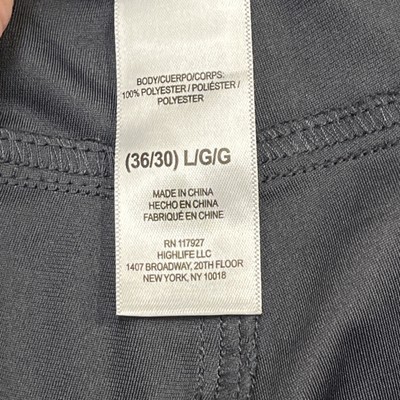 BODY/CUERPO/CORPS:
100% POLYESTER / POLIÉSTER /
POLYESTER
(36/30) L/G/G
MADE IN CHINA
HECHO EN CHINA
FABRIQUÉ EN CHINE
RN 117927
HIGHLIFE LLC
1407 BROADWAY, 20TH FLOOR
NEW YORK, NY 10018